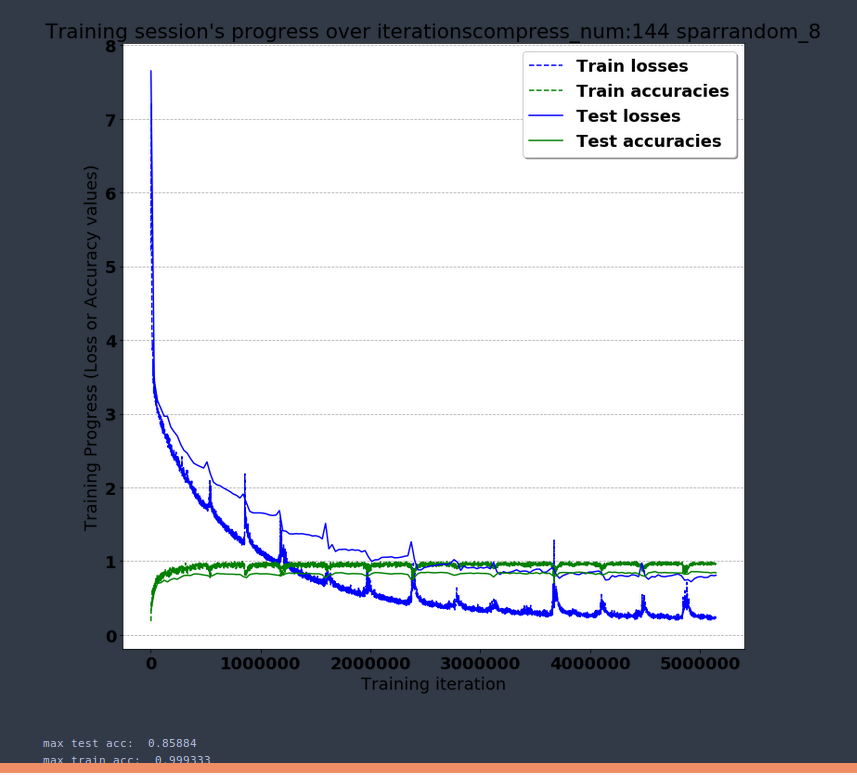 Training session's progress over iterationscompress_num:144 sparrandom_8
Train losses
Train accuracies
Test losses
Test accuracies
Training Progress (Loss or Accuracy values)
8
7
6
5
4
3
2
1
0
0 1000000 2000000 3000000 4000000 5000000
Training iteration
max test acc: 0.85884
max train acc: 0.999333